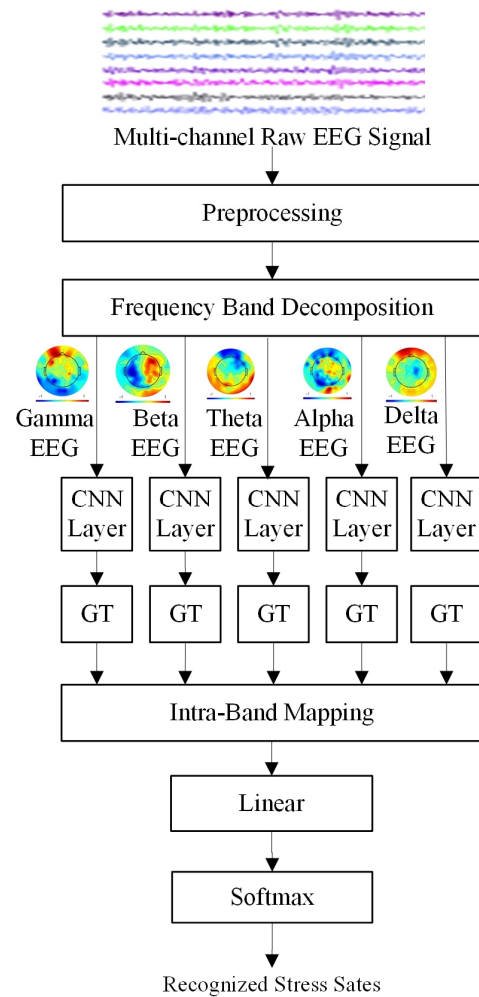 Multi-channel Raw EEG Signal
Preprocessing
Frequency Band Decomposition
Gamma Beta Theta Alpha Delta
EEG EEG EEG EEG EEG
CNN CNN CNN CNN CNN
Layer Layer Layer Layer Layer
GT GT GT GT GT
Intra-Band Mapping
Linear
Softmax
Recognized Stress Sates